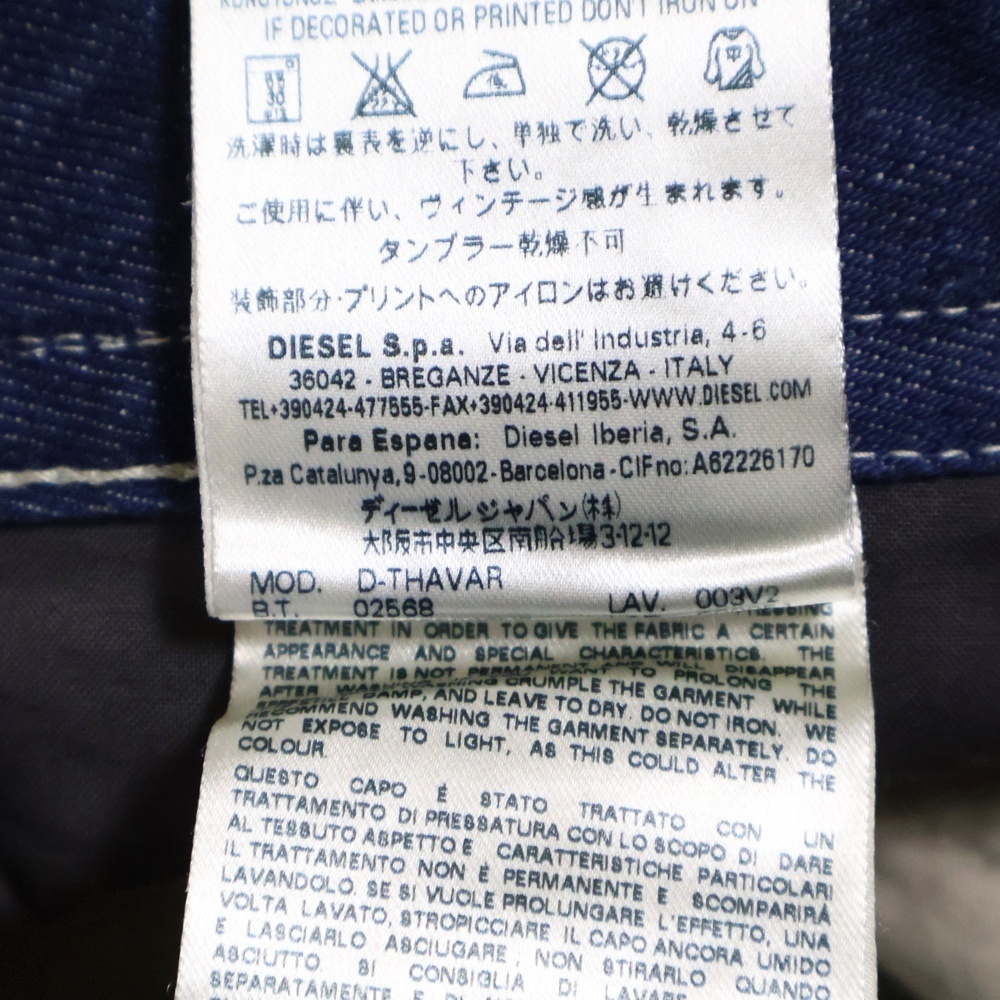 IF DECORATED OR PRINTED DON'T IRON ON
洗濯時は裏表を逆にし、単独で洗い、乾燥させて
下さい。
ご使用に伴い、ヴィンテージ感が生まれます。
タンブラー乾燥不可
装飾部分・プリントへのアイロンはお避けください。
DIESEL S.p.a. Via dell' Industria, 4-6
36042 - BREGANZE - VICENZA - ITALY
TEL+390424-477555-FAX+390424-411955-WWW.DIESEL.COM
Para Espana: Diesel Iberia, S.A.
P.za Catalunya,9-08002-Barcelona-CIFno:A62226170
ディーゼルジャパン(株)
大阪市中央区南船場3-12-12
MOD. D-THAVAR
B.T. 02568 LAV. 003V2
TREATMENT IN ORDER TO GIVE THE FABRIC A CERTAIN
APPEARANCE AND SPECIAL CHARACTERISTICS. THE
TREATMENT IS NOT PERMANENT AND WILL DISAPPEAR
AFTER TO PROLONG THE
CRUMPLE THE GARMENT WHILE
DAMP, AND LEAVE TO DRY. DO NOT IRON. WE
RECOMMEND WASHING THE GARMENT SEPARATELY. DO
NOT EXPOSE TO LIGHT, AS THIS COULD ALTER THE
COLOUR.
QUESTO CAPO É STATO TRATTATO CON UN
TRATTAMENTO DI PRESSATURA CON LO SCOPO DI DARE
AL TESSUTO ASPETTO E CARATTERISTICHE PARTICOLARI
IL TRATTAMENTO NON È PERMANENTE E SCOMPARIRÁ
LAVANDOLO. SE SI VUOLE PROLUNGARE L'EFFETTO, UNA
VOLTA LAVATO, STROPICCIARE IL CAPO ANCORA UMIDO
E LASCIARLO ASCIUGARE, NON STIRARLO QUANDO
ASCIUTTO. SI CONSIGLIA DI LAVARE
SEPARATAMENTE E DI